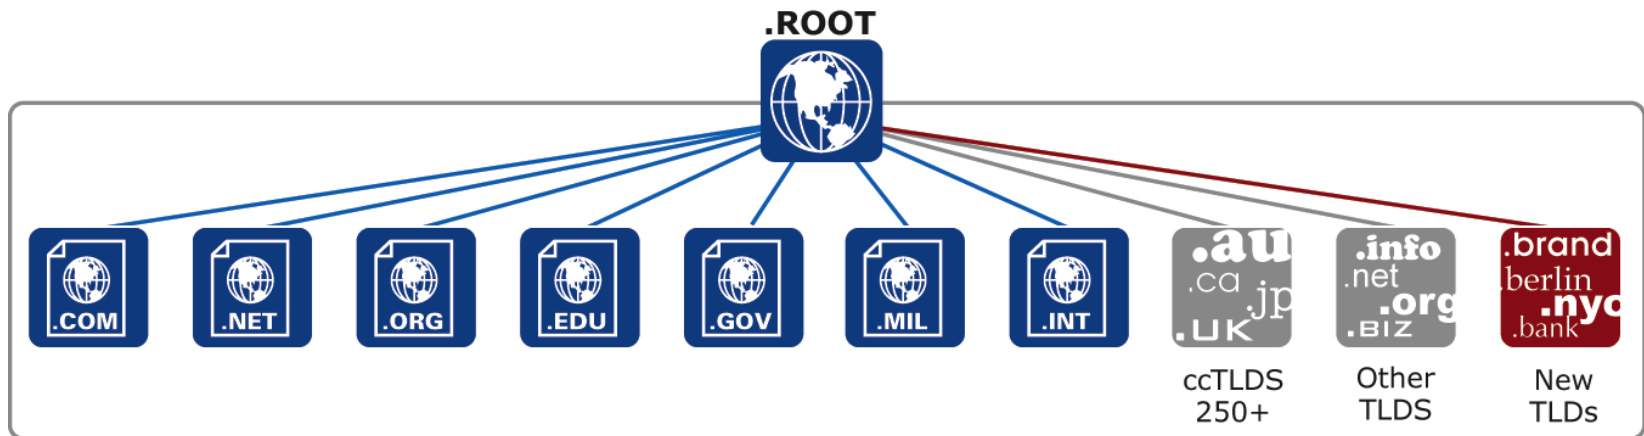 .ROOT
.COM
.NET
.ORG
.EDU
.GOV
.MIL
.INT
.au
.ca
.jp
.UK
.info
.net
.org
.BIZ
.brand
.berlin
.nyc
.bank
ccTLDS
250+
Other
TLDS
New
TLDs